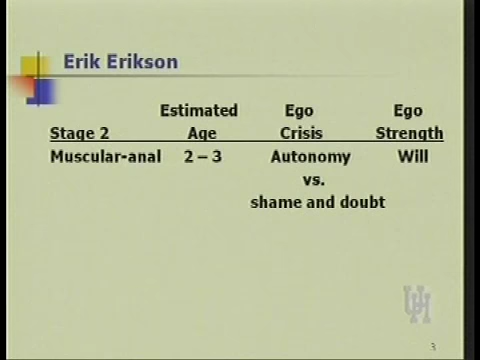 Erik Erikson
Estimated Ego Ego
Stage 2 Age Crisis Strength
Muscular-anal 2 – 3 Autonomy Will
vs.
shame and doubt
UH
3